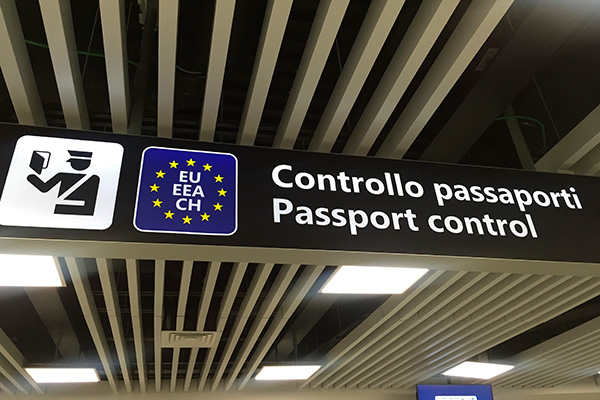 EU
EEA
CH
Controllo passaporti
Passport control